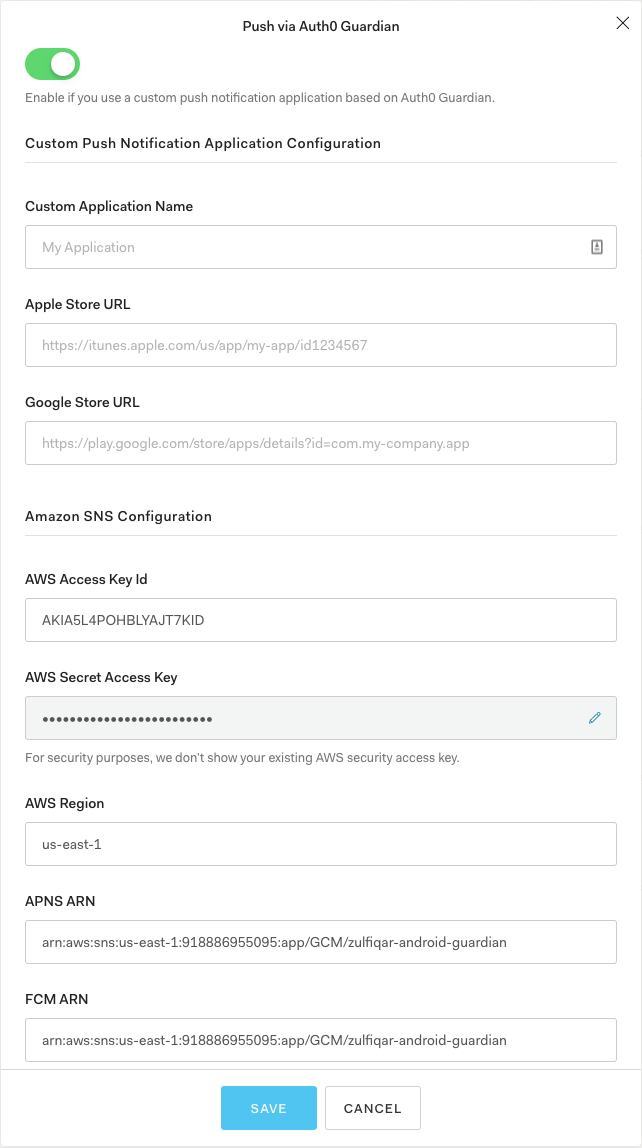 Push via Auth0 Guardian
Enable if you use a custom push notification application based on Auth0 Guardian.
Custom Push Notification Application Configuration
Custom Application Name
My Application
Apple Store URL
https://itunes.apple.com/us/app/my-app/id1234567
Google Store URL
https://play.google.com/store/apps/details?id=com.my-company.app
Amazon SNS Configuration
AWS Access Key Id
AKIA5L4POHBLYAJT7KID
AWS Secret Access Key
•••••••••••••••••••••••••
For security purposes, we don't show your existing AWS security access key.
AWS Region
us-east-1
APNS ARN
arn:aws:sns:us-east-1:918886955095:app/GCM/zulfiqar-android-guardian
FCM ARN
arn:aws:sns:us-east-1:918886955095:app/GCM/zulfiqar-android-guardian
SAVE CANCEL